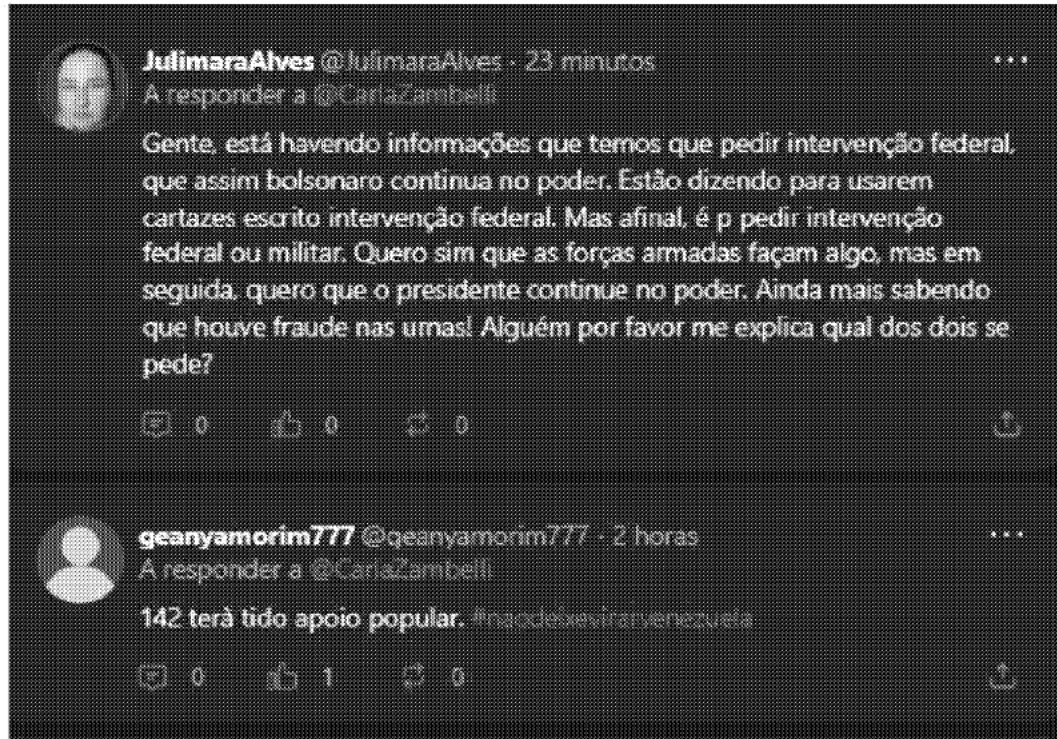 JulimaraAlves @JulimaraAlves · 23 minutos
A responder a @CarlaZambelli
Gente, está havendo informações que temos que pedir intervenção federal,
que assim bolsonaro continua no poder. Estão dizendo para usarem
cartazes escrito intervenção federal. Mas afinal, é p pedir intervenção
federal ou militar. Quero sim que as forças armadas façam algo, mas em
seguida, quero que o presidente continue no poder. Ainda mais sabendo
que houve fraude nas urnas! Alguém por favor me explica qual dos dois se
pede?
0 0 0
geanyamorim777 @geanyamorim777 · 2 horas
A responder a @CarlaZambelli
142 terá tido apoio popular. #naodeixevirarvenezuela
0 1 0